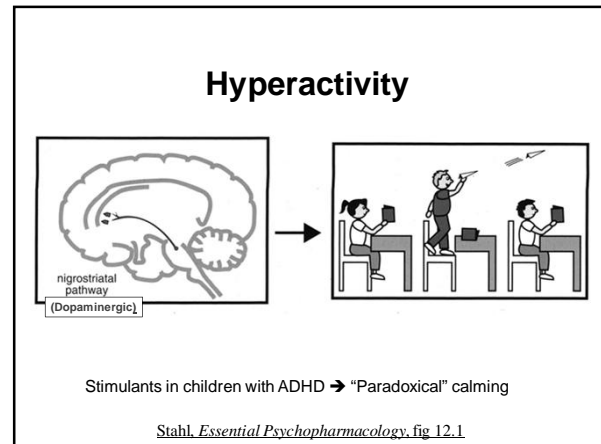 Hyperactivity
nigrostriatal
pathway
(Dopaminergic)
Stimulants in children with ADHD ➔ “Paradoxical” calming
Stahl, Essential Psychopharmacology, fig 12.1